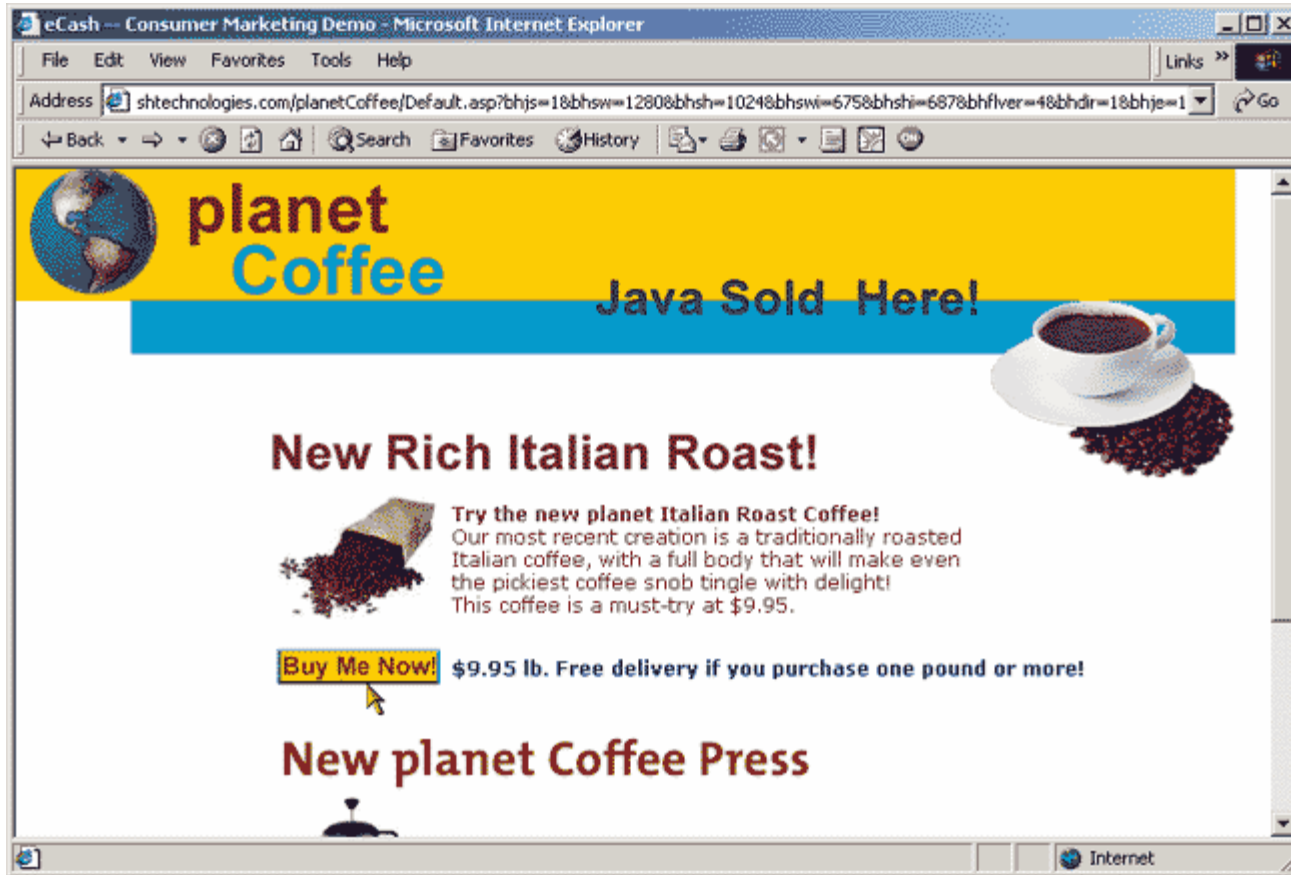 eCash -- Consumer Marketing Demo - Microsoft Internet Explorer
File Edit View Favorites Tools Help
Links »
Address shtechnologies.com/planetCoffee/Default.asp?bhjs=1&bhsw=1280&bhsh=1024&bhswi=675&bhshi=687&bhflver=4&bhdir=1&bhje=1
Go
Back
Search Favorites History
planet
Coffee
Java Sold Here!
New Rich Italian Roast!
Try the new planet Italian Roast Coffee!
Our most recent creation is a traditionally roasted
Italian coffee, with a full body that will make even
the pickiest coffee snob tingle with delight!
This coffee is a must-try at $9.95.
Buy Me Now! $9.95 lb. Free delivery if you purchase one pound or more!
New planet Coffee Press
Internet